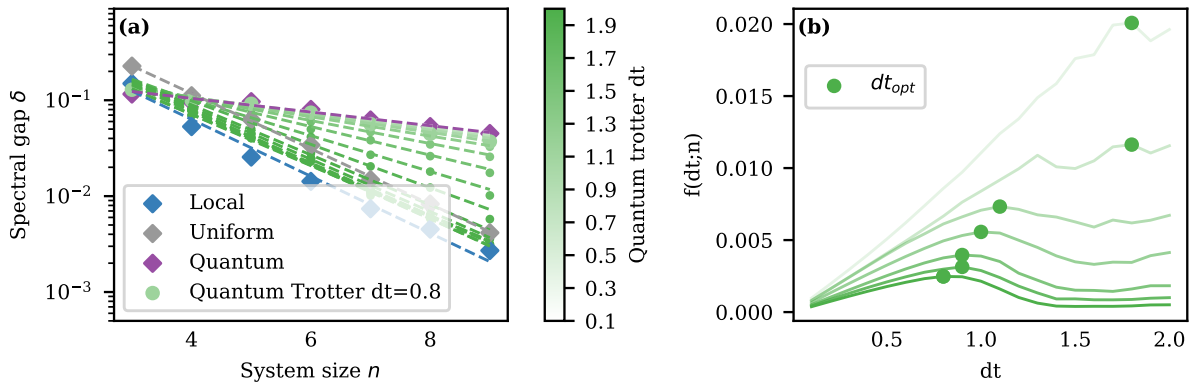 (a)
Spectral gap δ
10⁻¹
10⁻²
10⁻³
Local
Uniform
Quantum
Quantum Trotter dt=0.8
4
6
8
System size n
1.9
1.7
1.5
1.3
1.1
0.9
0.7
0.5
0.3
0.1
Quantum trotter dt
(b)
f(dt;n)
0.020
0.015
0.010
0.005
0.000
dt_opt
0.5
1.0
1.5
2.0
dt